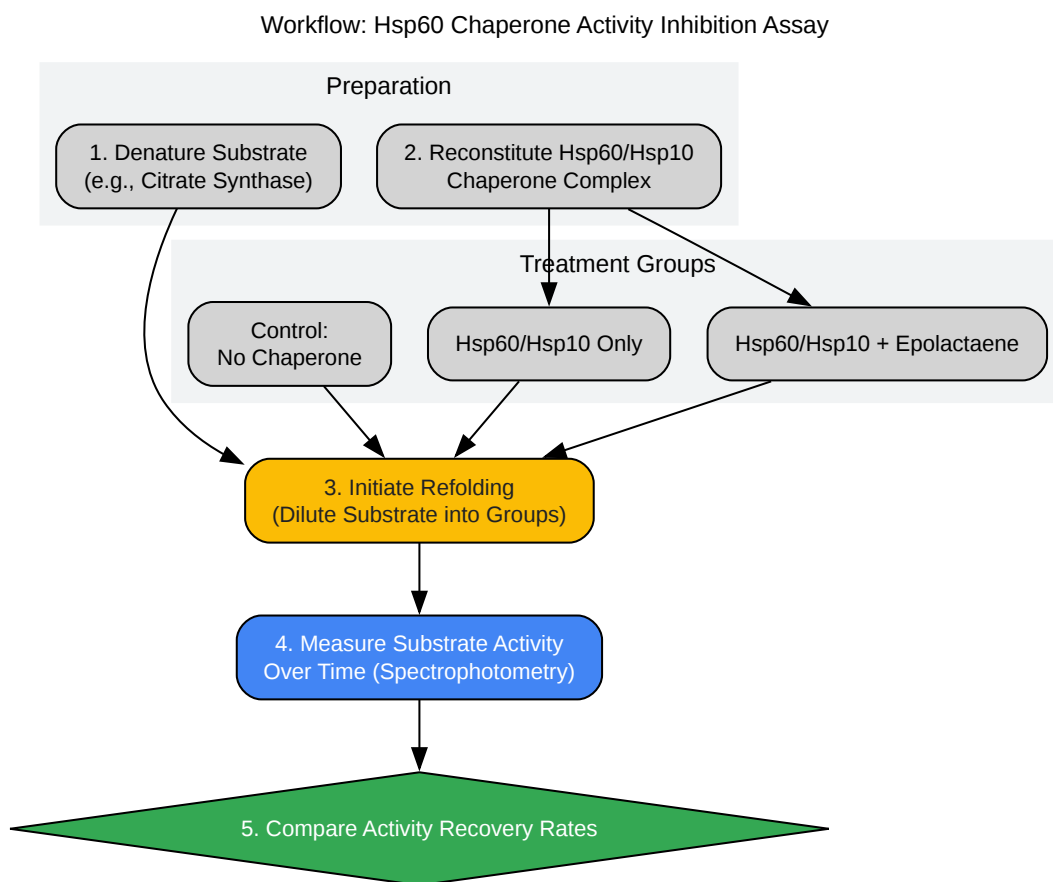 Workflow: Hsp60 Chaperone Activity Inhibition Assay
Preparation
1. Denature Substrate
(e.g., Citrate Synthase)
2. Reconstitute Hsp60/Hsp10
Chaperone Complex
Treatment Groups
Control:
No Chaperone
Hsp60/Hsp10 Only
Hsp60/Hsp10 + Epolactaene
3. Initiate Refolding
(Dilute Substrate into Groups)
4. Measure Substrate Activity
Over Time (Spectrophotometry)
5. Compare Activity Recovery Rates